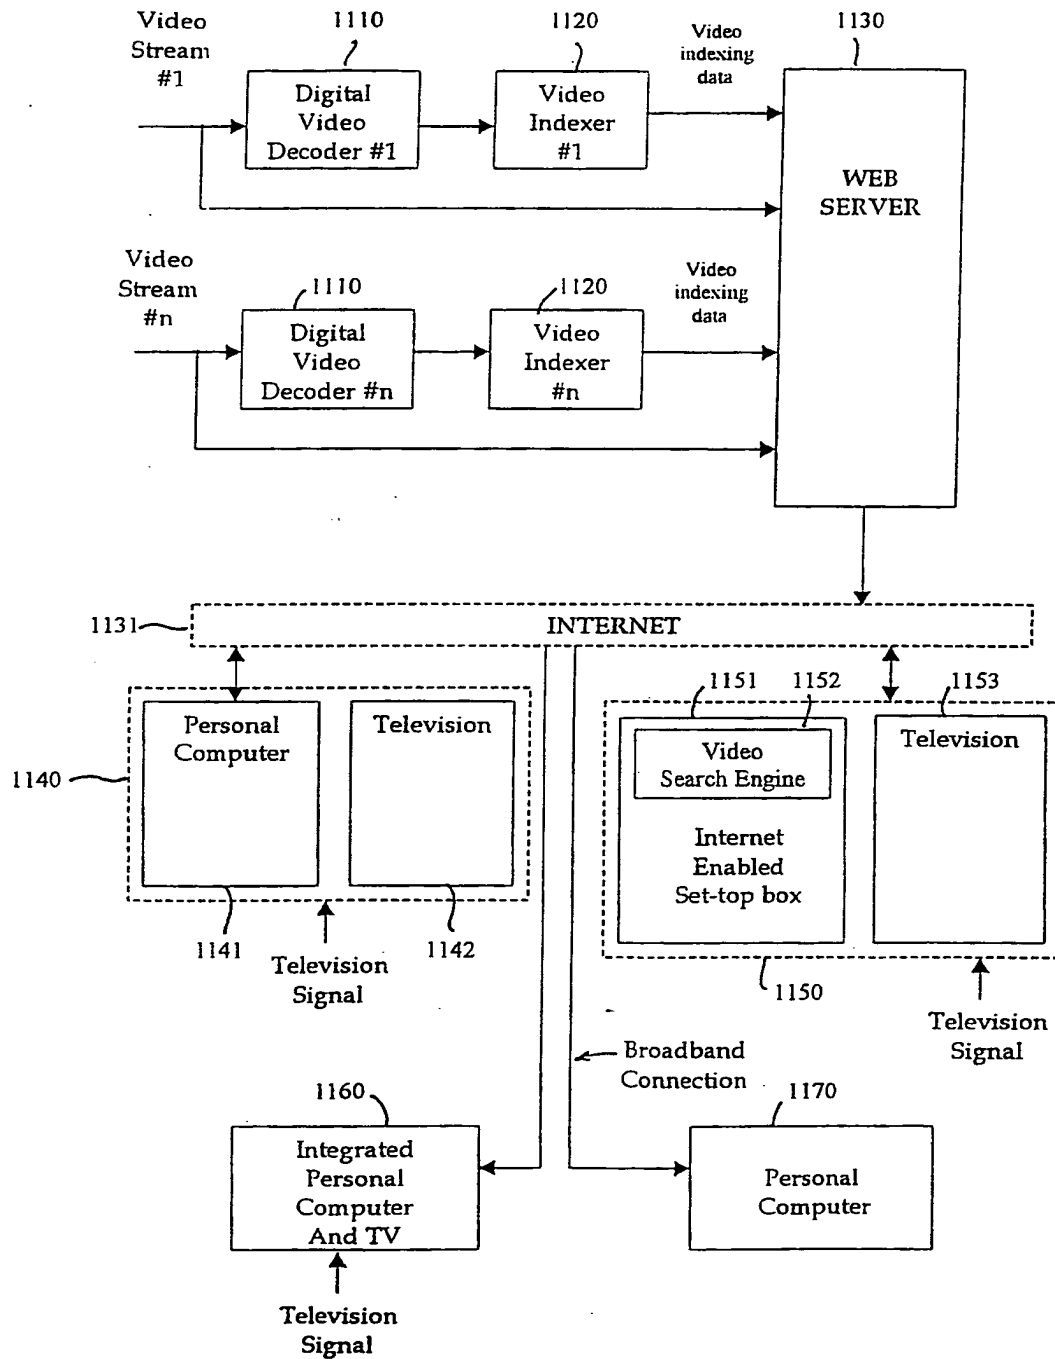 Video
Stream
#1
1110
1120
Video
indexing
data
1130
Digital
Video
Decoder #1
Video
Indexer
#1
WEB
SERVER
Video
Stream
#n
1110
1120
Video
indexing
data
Digital
Video
Decoder #n
Video
Indexer
#n
1131
INTERNET
1151
1152
1153
1140
Personal
Computer
Television
Video
Search Engine
Internet
Enabled
Set-top box
Television
1141
1142
Television
Signal
1150
Television
Signal
Broadband
Connection
1160
Integrated
Personal
Computer
And TV
1170
Personal
Computer
Television
Signal